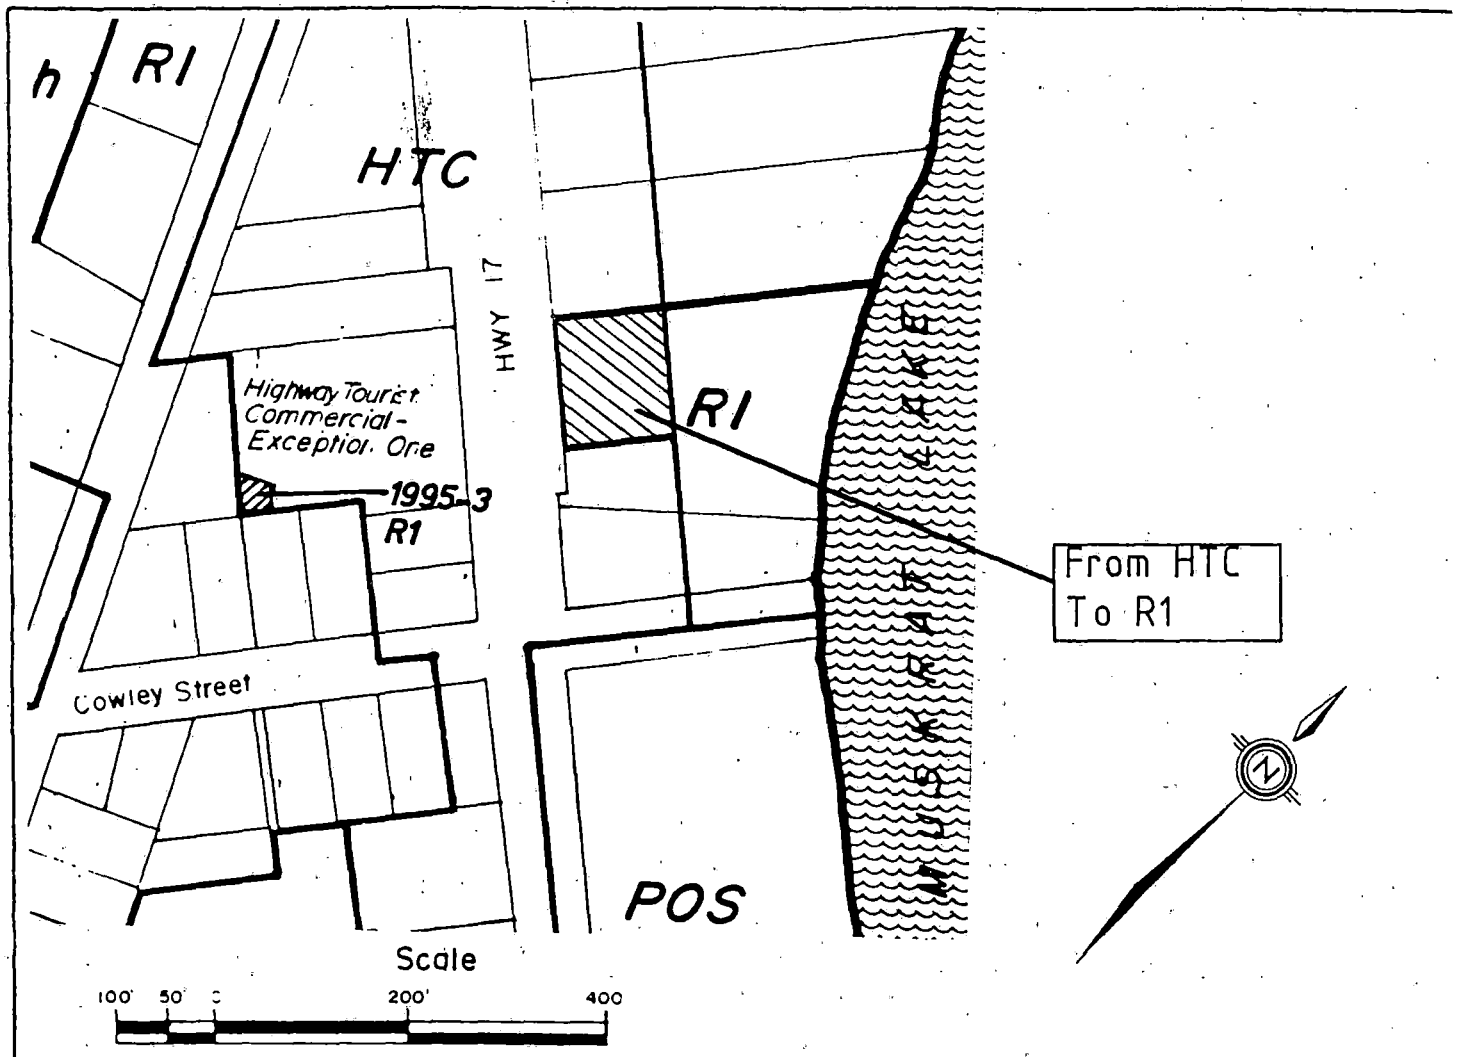 h
R1
HTC
HWY 17
Highway Tourist
Commercial-
Exception One
1995-3
R1
R1
MUSKRAT LAKE
From HTC
To R1
Cowley Street
POS
N
Scale
100' 50' 0 200' 400